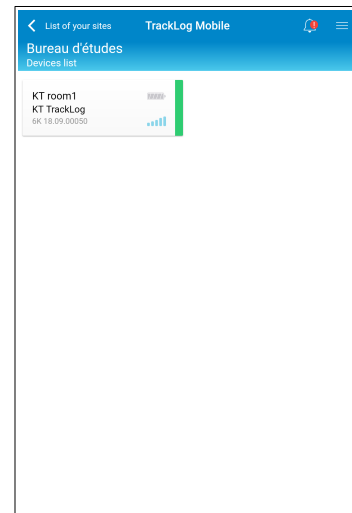 List of your sites TrackLog Mobile
Bureau d'études
Devices list
KT room1
KT TrackLog
6K 18.09.00050